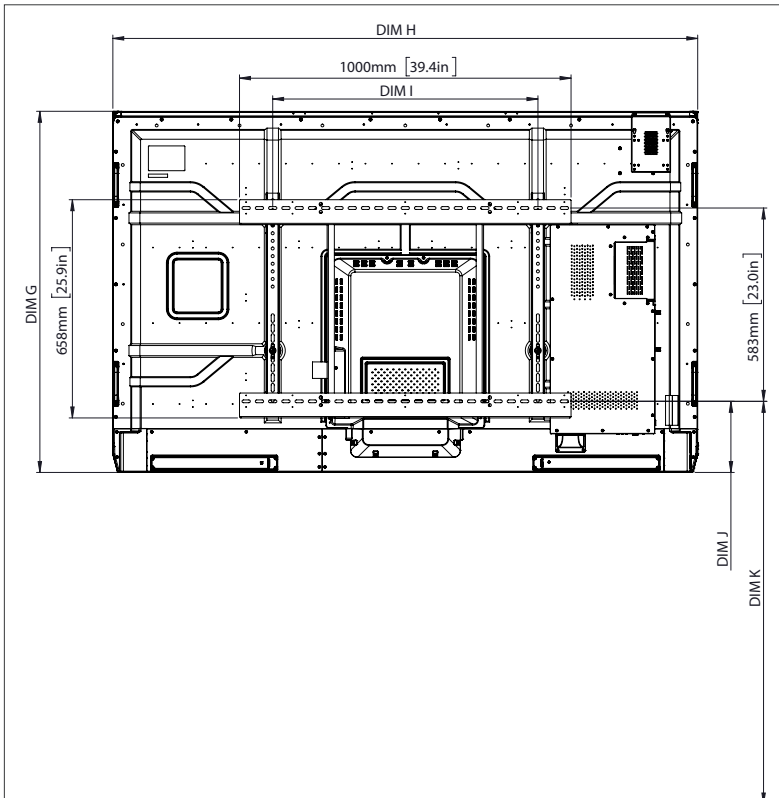 DIM H
1000mm [39.4in]
DIM I
DIM G
658mm [25.9in]
583mm [23.0in]
DIM J
DIM K